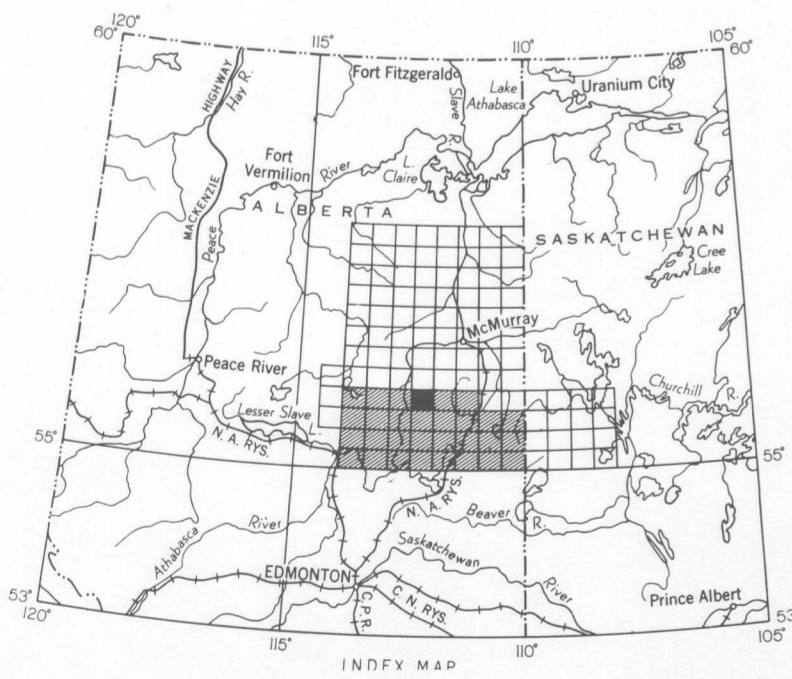 120°
60°
115°
110°
105°
60°
HIGHWAY
Hay R.
Fort Fitzgerald
Slave R.
Lake
Athabasca
Uranium City
Fort
Vermilion
River
L.
Claire
MACKENZIE
Peace
ALBERTA
SASKATCHEWAN
Cree
Lake
McMurray
Peace River
Lesser Slave
L.
N. A. RYS.
Churchill
R.
55°
55°
N. A. RYS.
Beaver
R.
Athabasca
River
Saskatchewan
River
EDMONTON
C. N. RYS.
C. P. R.
Prince Albert
53°
120°
53
105°
115°
110°
INDEX MAP